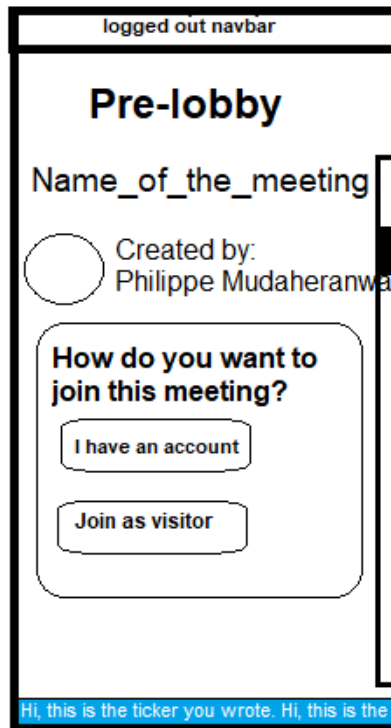 logged out navbar
Pre-lobby
Name_of_the_meeting
Created by:
Philippe Mudaheranwa
How do you want to
join this meeting?
I have an account
Join as visitor
Hi, this is the ticker you wrote. Hi, this is the